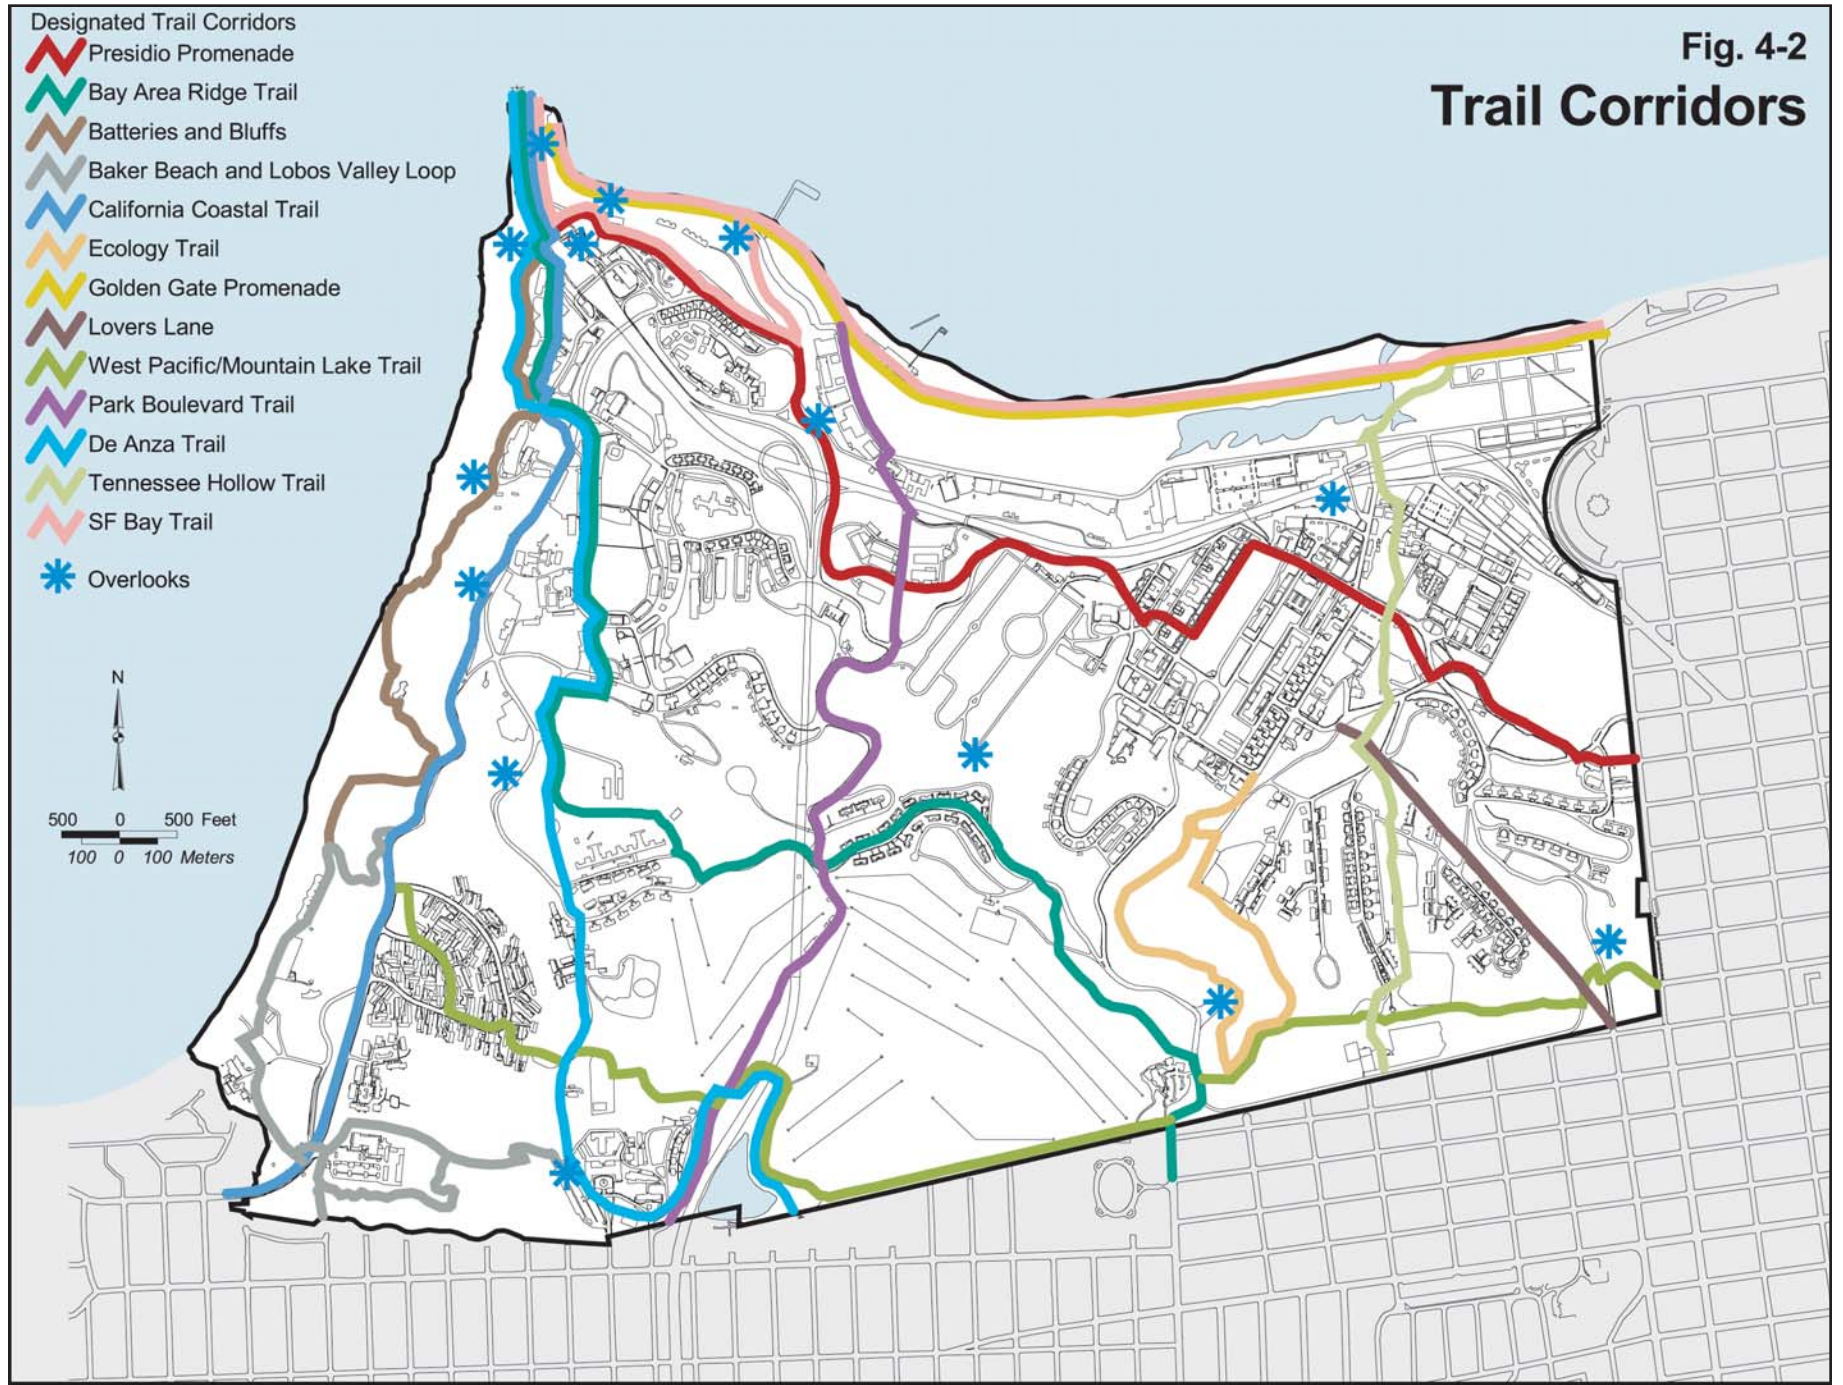 Designated Trail Corridors
Presidio Promenade
Bay Area Ridge Trail
Batteries and Bluffs
Baker Beach and Lobos Valley Loop
California Coastal Trail
Ecology Trail
Golden Gate Promenade
Lovers Lane
West Pacific/Mountain Lake Trail
Park Boulevard Trail
De Anza Trail
Tennessee Hollow Trail
SF Bay Trail
Overlooks
Fig. 4-2
Trail Corridors
N
500 0 500 Feet
100 0 100 Meters